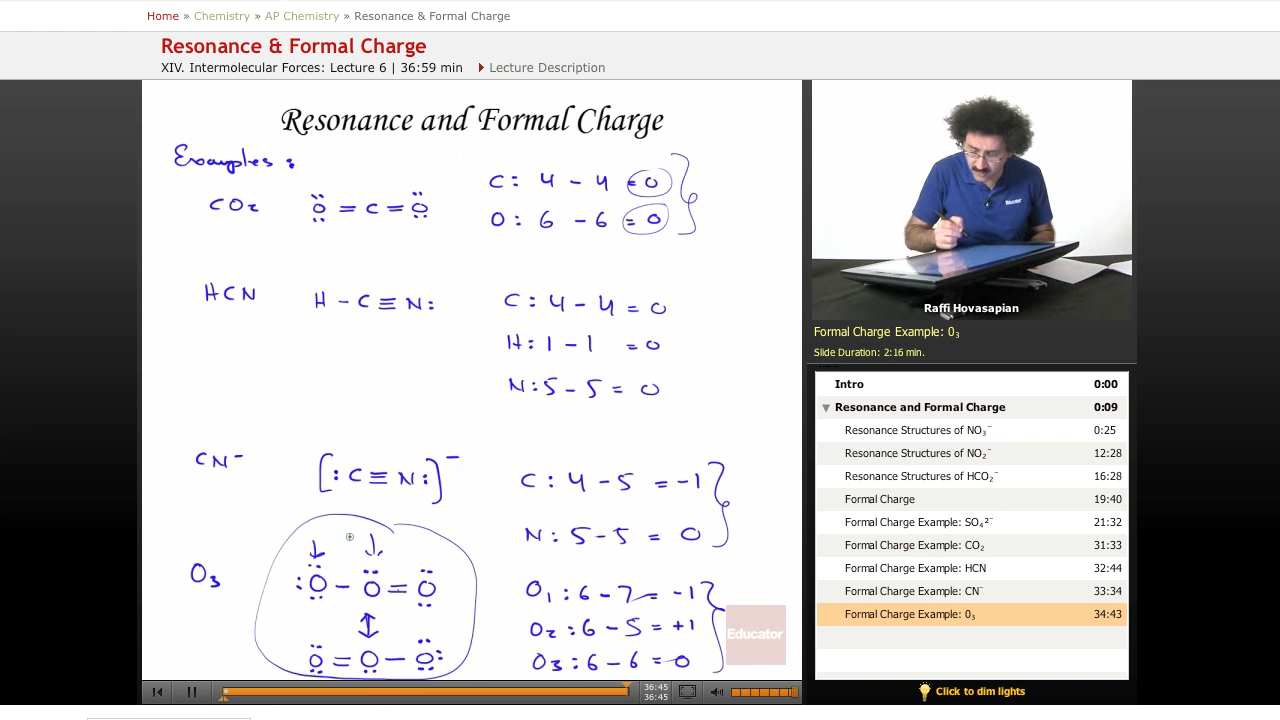 Home » Chemistry » AP Chemistry » Resonance & Formal Charge
Resonance & Formal Charge
XIV. Intermolecular Forces: Lecture 6 | 36:59 min Lecture Description
Resonance and Formal Charge
Examples:
CO₂ O = C = O C: 4 - 4 = 0
O: 6 - 6 = 0
HCN H - C ≡ N: C: 4 - 4 = 0
H: 1 - 1 = 0
N: 5 - 5 = 0
CN⁻ [:C ≡ N:]⁻ C: 4 - 5 = -1
N: 5 - 5 = 0
O₃ :O - O = O O₁: 6 - 7 = -1
O₂: 6 - 5 = +1
O = O - O: O₃: 6 - 6 = 0
Educator
36:45
36:45
Educator
Raffi Hovasapian
Formal Charge Example: 0₃
Slide Duration: 2:16 min.
Intro 0:00
Resonance and Formal Charge 0:09
Resonance Structures of NO₃⁻ 0:25
Resonance Structures of NO₂⁻ 12:28
Resonance Structures of HCO₂⁻ 16:28
Formal Charge 19:40
Formal Charge Example: SO₄²⁻ 21:32
Formal Charge Example: CO₂ 31:33
Formal Charge Example: HCN 32:44
Formal Charge Example: CN⁻ 33:34
Formal Charge Example: 0₃ 34:43
Click to dim lights